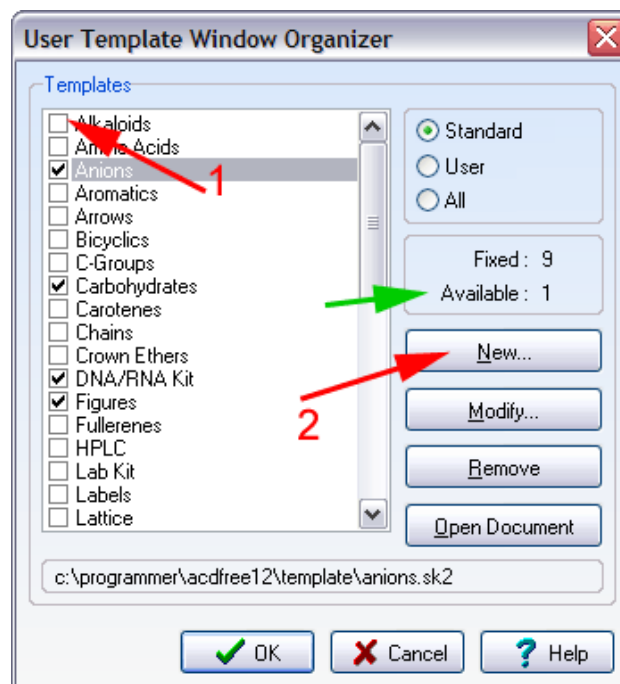 User Template Window Organizer
Templates
Alkaloids
Amino Acids
Anions
Aromatics
Arrows
Bicyclics
C-Groups
Carbohydrates
Carotenes
Chains
Crown Ethers
DNA/RNA Kit
Figures
Fullerenes
HPLC
Lab Kit
Labels
Lattice
1
Standard
User
All
Fixed : 9
Available : 1
2
New...
Modify...
Remove
Open Document
c:\programmer\acdfree12\template\anions.sk2
OK
Cancel
? Help